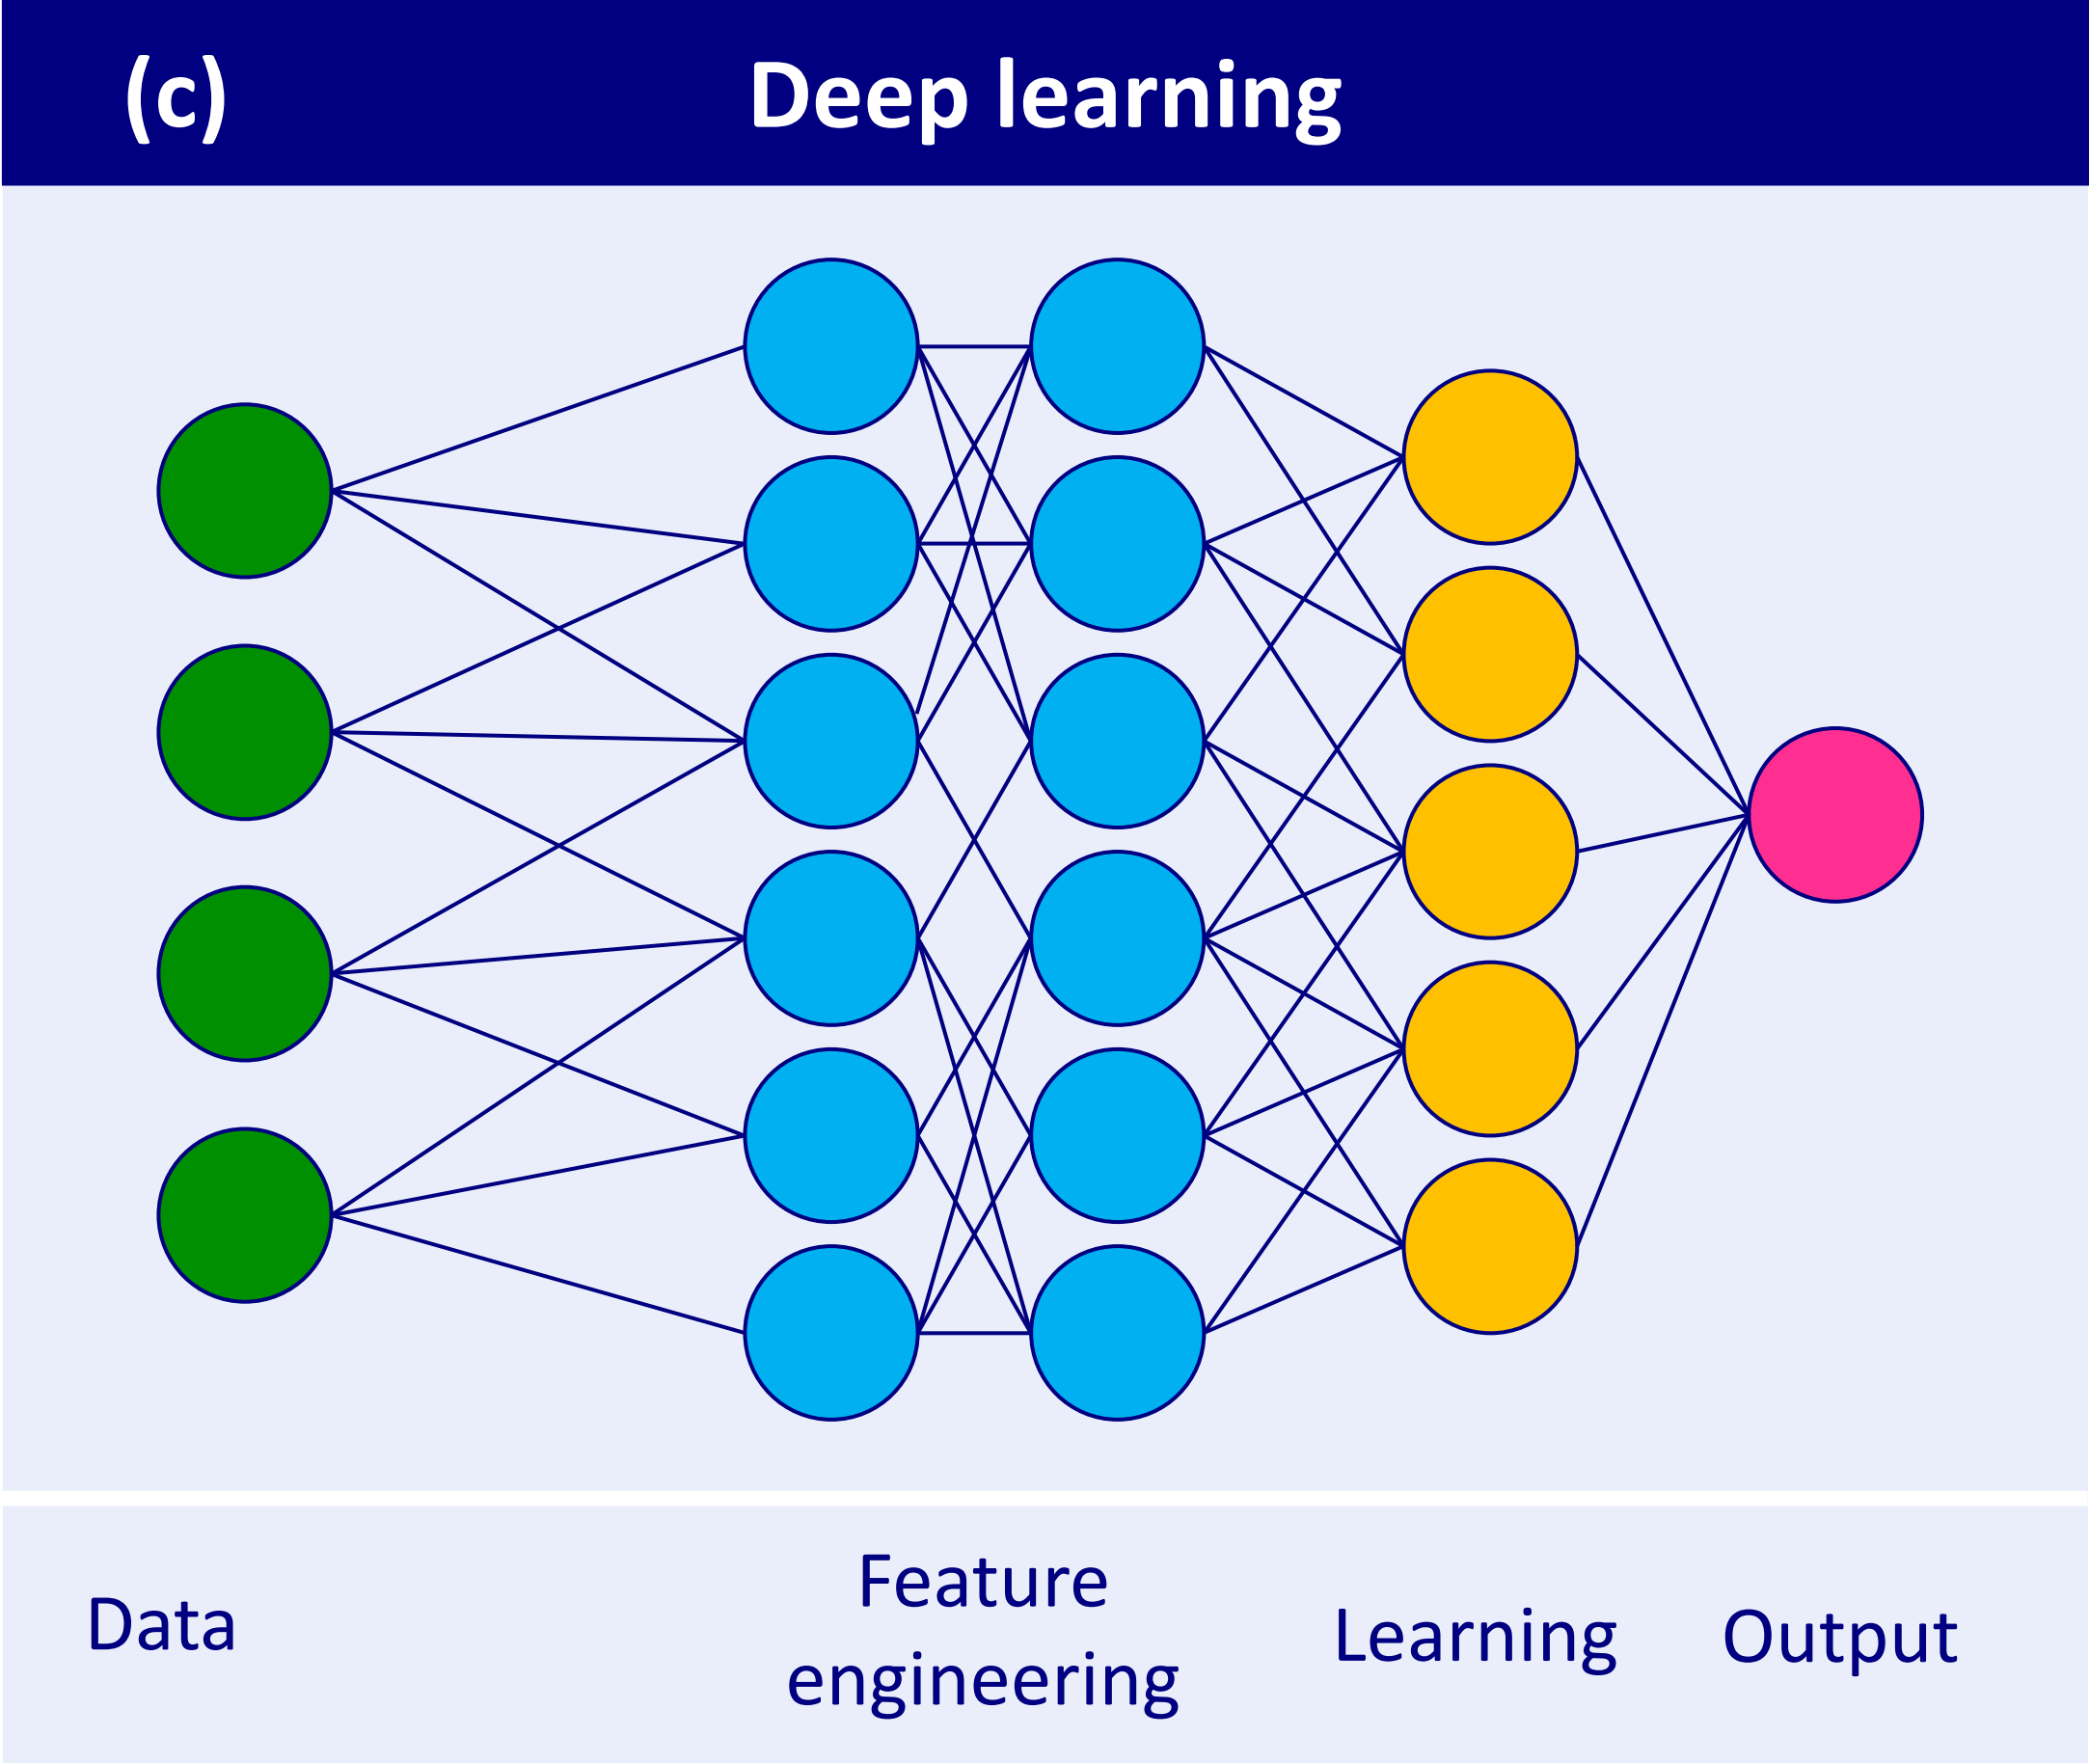 (c) Deep learning
Data
Feature
engineering
Learning
Output